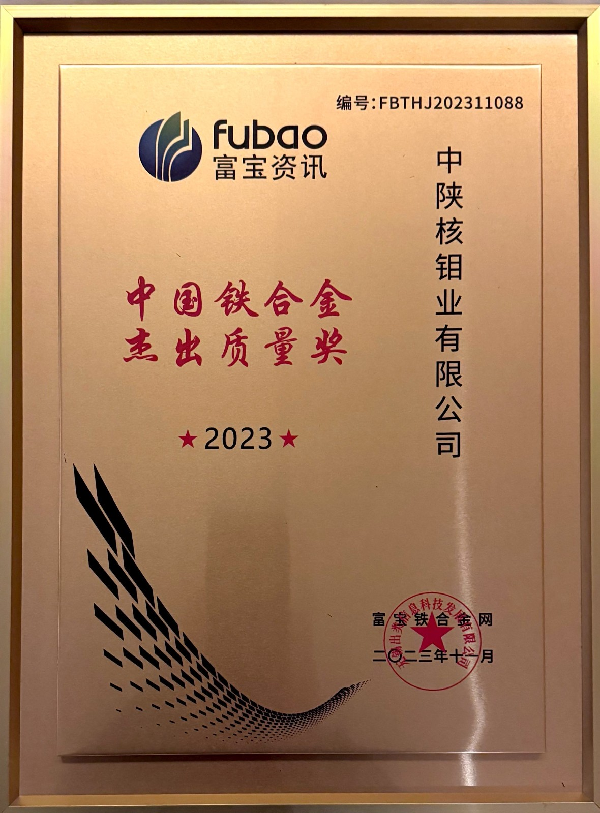 编号:FBTHJ202311088
fubao
富宝资讯
中陕核钼业有限公司
中国铁合金
杰出质量奖
★2023★
富宝铁合金网
二〇二三年十一月